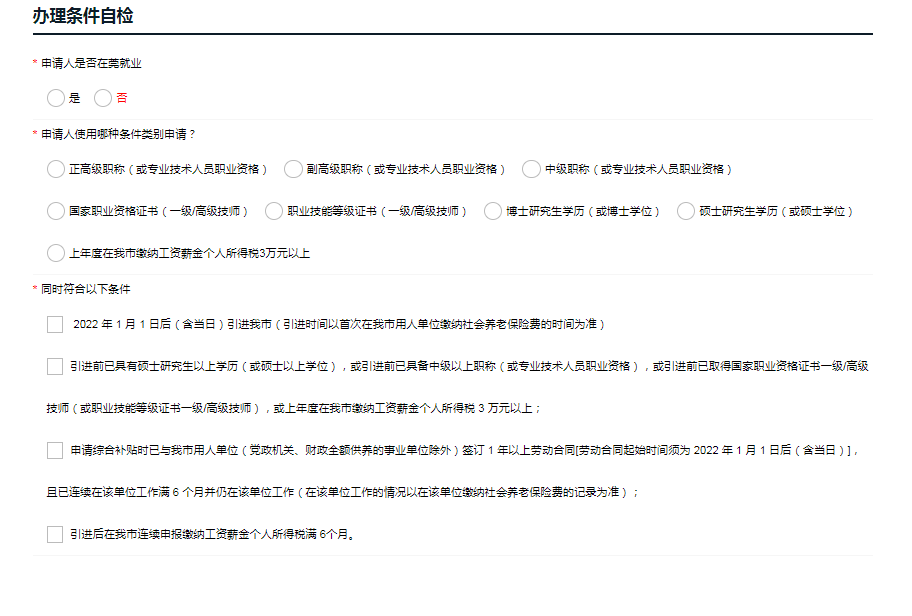 办理条件自检
* 申请人是否在莞就业
是 否
* 申请人使用哪种条件类别申请？
正高级职称（或专业技术人员职业资格） 副高级职称（或专业技术人员职业资格） 中级职称（或专业技术人员职业资格）
国家职业资格证书（一级/高级技师） 职业技能等级证书（一级/高级技师） 博士研究生学历（或博士学位） 硕士研究生学历（或硕士学位）
上年度在我市缴纳工资薪金个人所得税3万元以上
* 同时符合以下条件
2022 年 1 月 1 日后（含当日）引进我市（引进时间以首次在我市用人单位缴纳社会养老保险费的时间为准）
引进前已具有硕士研究生以上学历（或硕士以上学位），或引进前已具备中级以上职称（或专业技术人员职业资格），或引进前已取得国家职业资格证书一级/高级
技师（或职业技能等级证书一级/高级技师），或上年度在我市缴纳工资薪金个人所得税 3 万元以上；
申请综合补贴时已与我市用人单位（党政机关、财政全额供养的事业单位除外）签订 1 年以上劳动合同[劳动合同起始时间须为 2022 年 1 月 1 日后（含当日）]，
且已连续在该单位工作满 6 个月并仍在该单位工作（在该单位工作的情况以在该单位缴纳社会养老保险费的记录为准）；
引进后在我市连续申报缴纳工资薪金个人所得税满 6个月。